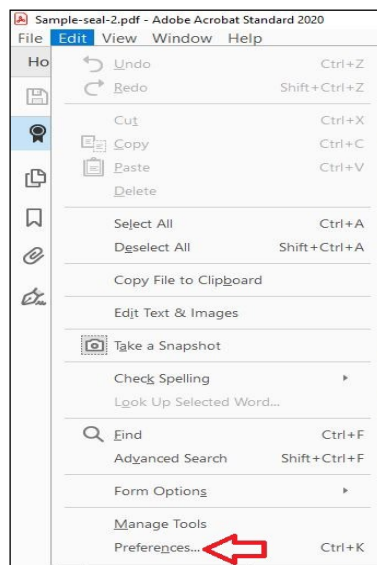 Sample-seal-2.pdf - Adobe Acrobat Standard 2020
File Edit View Window Help
Ho
Undo Ctrl+Z
Redo Shift+Ctrl+Z
Cut Ctrl+X
Copy Ctrl+C
Paste Ctrl+V
Delete
Select All Ctrl+A
Deselect All Shift+Ctrl+A
Copy File to Clipboard
Edit Text & Images
Take a Snapshot
Check Spelling
Look Up Selected Word...
Find Ctrl+F
Advanced Search Shift+Ctrl+F
Form Options
Manage Tools
Preferences... Ctrl+K